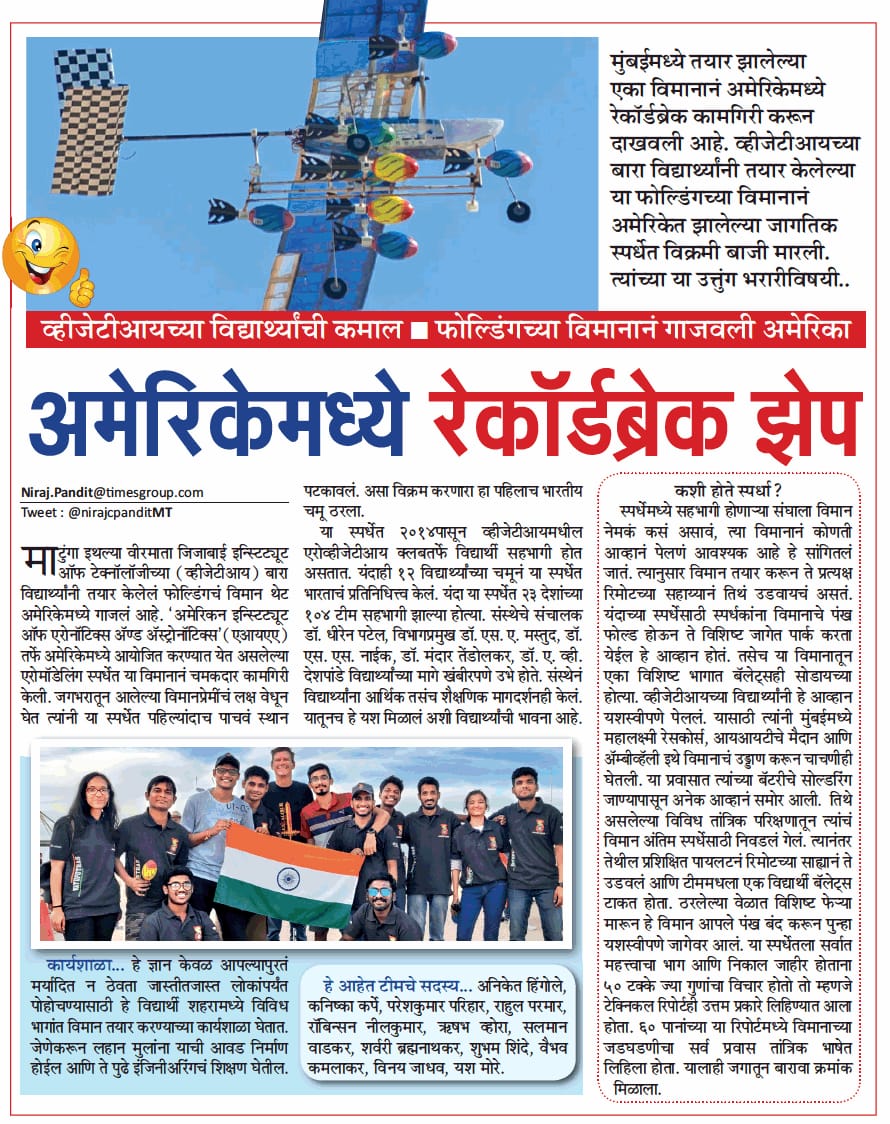 मुंबईमध्ये तयार झालेल्या
एका विमानानं अमेरिकेमध्ये
रेकॉर्डब्रेक कामगिरी करून
दाखवली आहे. व्हीजेटीआयच्या
बारा विद्यार्थ्यांनी तयार केलेल्या
या फोल्डिंगच्या विमानानं
अमेरिकेत झालेल्या जागतिक
स्पर्धेत विक्रमी बाजी मारली.
त्यांच्या या उत्तुंग भरारीविषयी..
व्हीजेटीआयच्या विद्यार्थ्यांची कमाल ■ फोल्डिंगच्या विमानानं गाजवली अमेरिका
अमेरिकेमध्ये रेकॉर्डब्रेक झेप
Niraj.Pandit@timesgroup.com
Tweet : @nirajcpanditMT
माटुंगा इथल्या वीरमाता जिजाबाई इन्स्टिट्यूट
ऑफ टेक्नॉलॉजीच्या (व्हीजेटीआय) बारा
विद्यार्थ्यांनी तयार केलेलं फोल्डिंगचं विमान थेट
अमेरिकेमध्ये गाजलं आहे. ‘अमेरिकन इन्स्टिट्यूट
ऑफ एरोनॉटिक्स अ‍ॅण्ड अ‍ॅस्ट्रोनॉटिक्स’(एआयएए)
तर्फे अमेरिकेमध्ये आयोजित करण्यात येत असलेल्या
एरोमॉडेलिंग स्पर्धेत या विमानानं चमकदार कामगिरी
केली. जगभरातून आलेल्या विमानप्रेमींचं लक्ष वेधून
घेत त्यांनी या स्पर्धेत पहिल्यांदाच पाचवं स्थान
पटकावलं. असा विक्रम करणारा हा पहिलाच भारतीय
चमू ठरला.
या स्पर्धेत २०१४पासून व्हीजेटीआयमधील
एरोव्हीजेटीआय क्लबतर्फे विद्यार्थी सहभागी होत
असतात. यंदाही १२ विद्यार्थ्यांच्या चमूनं या स्पर्धेत
भारताचं प्रतिनिधित्व केलं. यंदा या स्पर्धेत २३ देशांच्या
१०४ टीम सहभागी झाल्या होत्या. संस्थेचे संचालक
डॉ. धीरेन पटेल, विभागप्रमुख डॉ. एस. ए. मस्तुद, डॉ.
एस. एस. नाईक, डॉ. मंदार तेंडोलकर, डॉ. ए. व्ही.
देशपांडे विद्यार्थ्यांच्या मागे खंबीरपणे उभे होते. संस्थेनं
विद्यार्थ्यांना आर्थिक तसंच शैक्षणिक मागदर्शनही केलं.
यातूनच हे यश मिळालं अशी विद्यार्थ्यांची भावना आहे.
कशी होते स्पर्धा ?
स्पर्धेमध्ये सहभागी होणाऱ्या संघाला विमान
नेमकं कसं असावं, त्या विमानानं कोणती
आव्हानं पेलणं आवश्यक आहे हे सांगितलं
जातं. त्यानुसार विमान तयार करून ते प्रत्यक्ष
रिमोटच्या सहाय्यानं तिथं उडवायचं असतं.
यंदाच्या स्पर्धेसाठी स्पर्धकांना विमानाचे पंख
फोल्ड होऊन ते विशिष्ट जागेत पार्क करता
येईल हे आव्हान होतं. तसेच या विमानातून
एका विशिष्ट भागात बॅलेट्सही सोडायच्या
होत्या. व्हीजेटीआयच्या विद्यार्थ्यांनी हे आव्हान
यशस्वीपणे पेललं. यासाठी त्यांनी मुंबईमध्ये
महालक्ष्मी रेसकोर्स, आयआयटीचे मैदान आणि
अ‍ॅम्बीव्हॅली इथे विमानाचं उड्डाण करून चाचणीही
घेतली. या प्रवासात त्यांच्या बॅटरीचे सोल्डरिंग
जाण्यापासून अनेक आव्हानं समोर आली. तिथे
असलेल्या विविध तांत्रिक परिक्षणातून त्यांचं
विमान अंतिम स्पर्धेसाठी निवडलं गेलं. त्यानंतर
तेथील प्रशिक्षित पायलटनं रिमोटच्या साह्यानं ते
उडवलं आणि टीममधला एक विद्यार्थी बॅलेट्स
टाकत होता. ठरलेल्या वेळात विशिष्ट फेऱ्या
मारून हे विमान आपले पंख बंद करून पुन्हा
यशस्वीपणे जागेवर आलं. या स्पर्धेतला सर्वात
महत्त्वाचा भाग आणि निकाल जाहीर होताना
५० टक्के ज्या गुणांचा विचार होतो तो म्हणजे
टेक्निकल रिपोर्टही उत्तम प्रकारे लिहिण्यात आला
होता. ६० पानांच्या या रिपोर्टमध्ये विमानाच्या
जडघडणीचा सर्व प्रवास तांत्रिक भाषेत
लिहिला होता. यालाही जगातून बारावा क्रमांक
मिळाला.
कार्यशाळा... हे ज्ञान केवळ आपल्यापुरतं
मर्यादित न ठेवता जास्तीतजास्त लोकांपर्यंत
पोहोचण्यासाठी हे विद्यार्थी शहरामध्ये विविध
भागांत विमान तयार करण्याच्या कार्यशाळा घेतात.
जेणेकरून लहान मुलांना याची आवड निर्माण
होईल आणि ते पुढे इंजिनीअरिंगचं शिक्षण घेतील.
हे आहेत टीमचे सदस्य... अनिकेत हिंगोले,
कनिष्का कर्पे, परेशकुमार परिहार, राहुल परमार,
रॉबिन्सन नीलकुमार, ऋषभ व्होरा, सलमान
वाडकर, शर्वरी ब्रह्मनाथकर, शुभम शिंदे, वैभव
कमलाकर, विनय जाधव, यश मोरे.